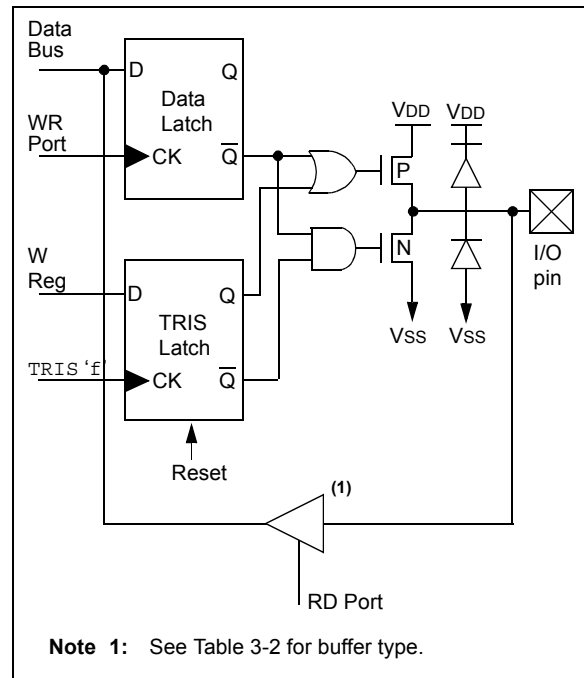 Data
Bus
D
Q
Data
Latch
WR
Port
CK
Q
VDD
VDD
P
N
I/O
pin
W
Reg
D
Q
TRIS
Latch
VSS
VSS
TRIS 'f'
CK
Q
Reset
(1)
RD Port
Note 1: See Table 3-2 for buffer type.